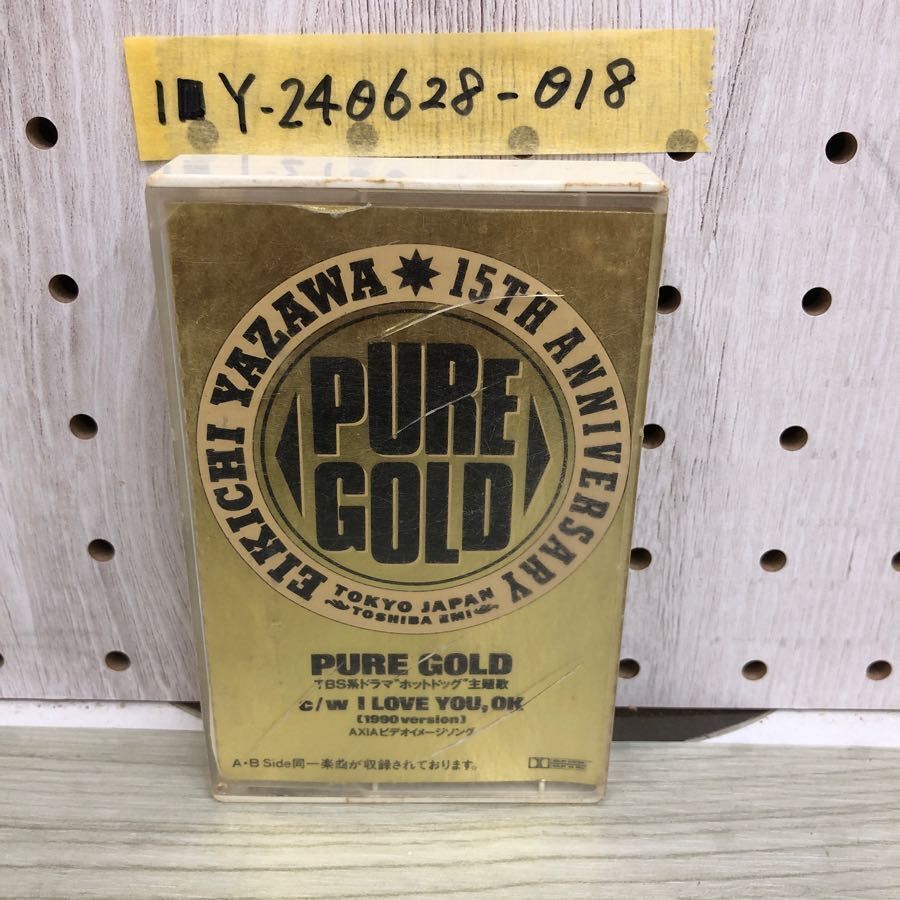 1■Y-240628-018
EIKICHI YAZAWA ✷ 15TH ANNIVERSARY
PURE
GOLD
TOKYO JAPAN
TOSHIBA EMI
PURE GOLD
TBS系ドラマ"ホットドッグ"主題歌
c/w I LOVE YOU, OK
(1990 version)
AXIAビデオイメージソング
A・B Side同一楽曲が収録されております。